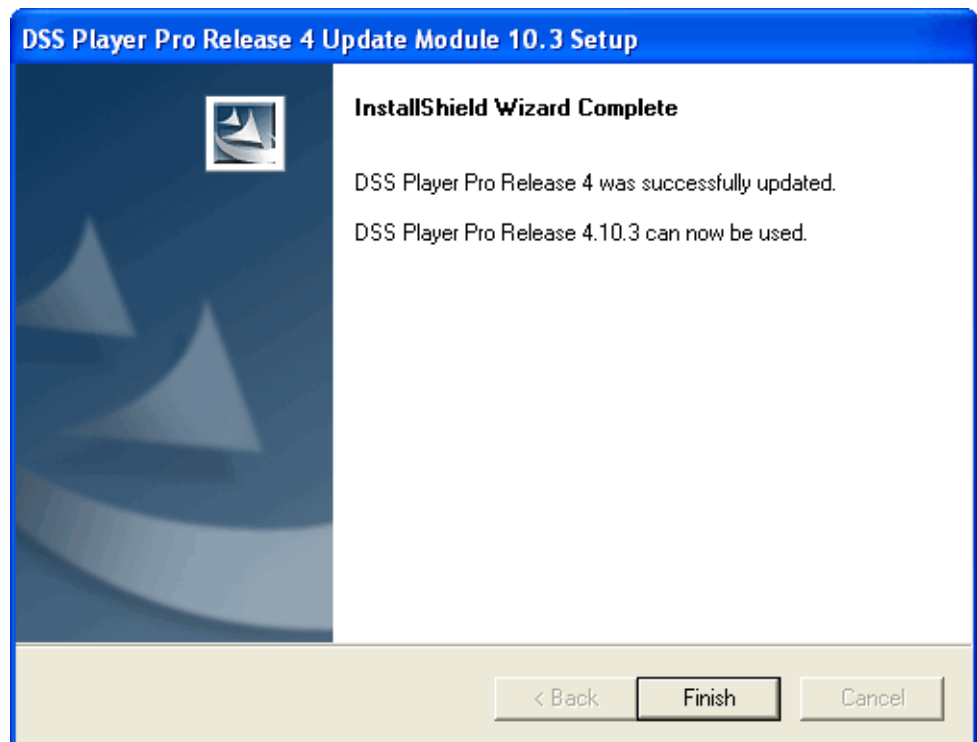 DSS Player Pro Release 4 Update Module 10.3 Setup
InstallShield Wizard Complete
DSS Player Pro Release 4 was successfully updated.
DSS Player Pro Release 4.10.3 can now be used.
< Back
Finish
Cancel